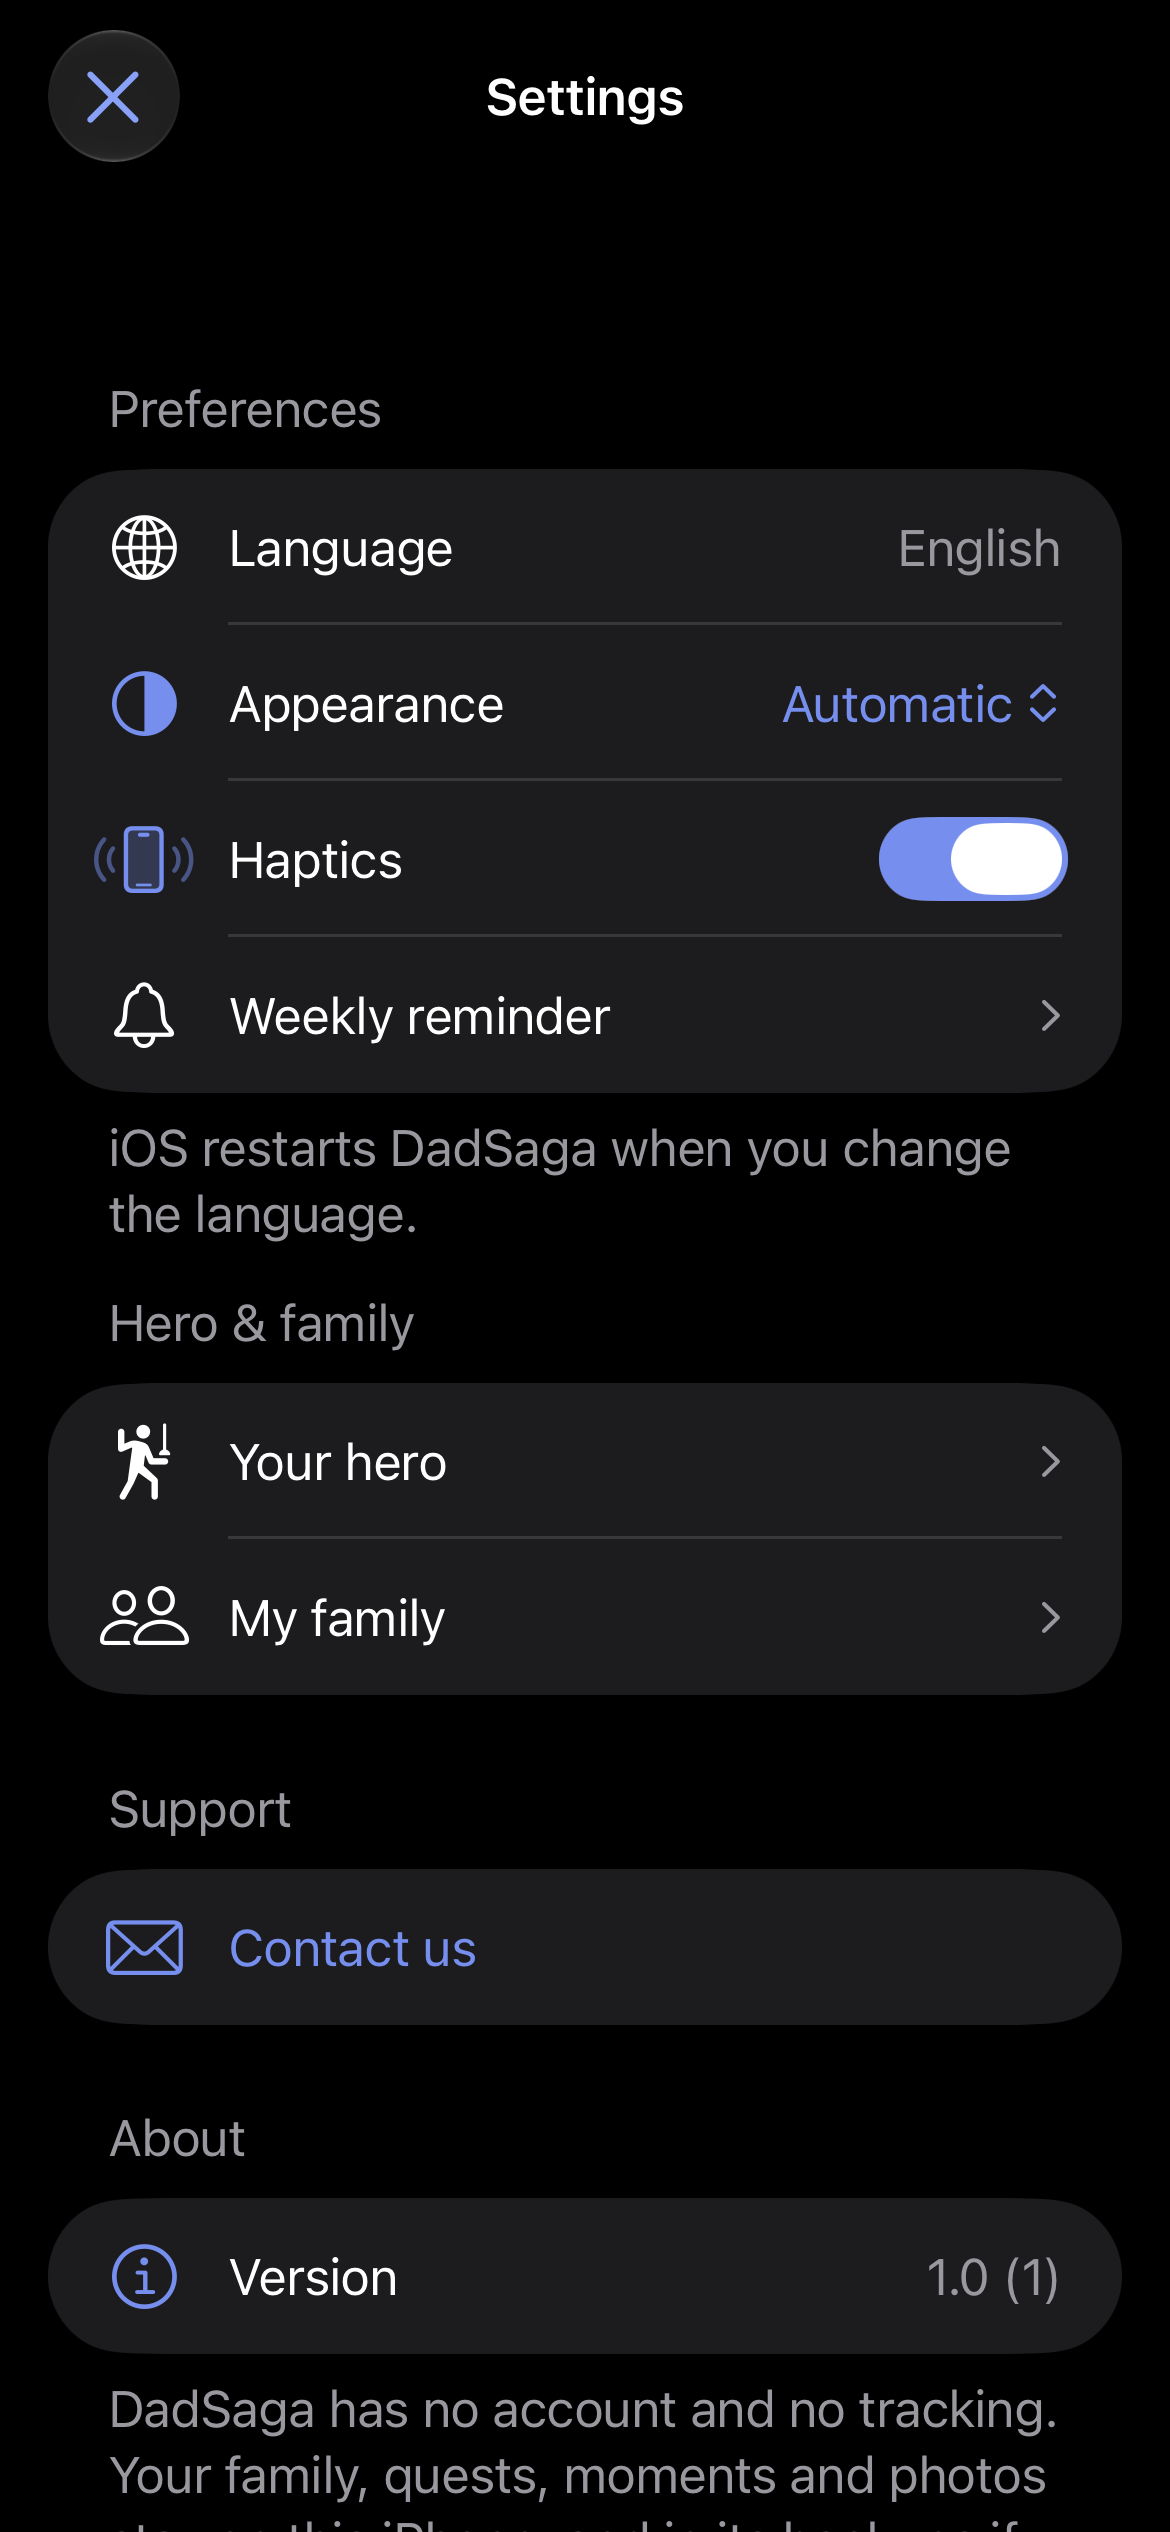 Settings
Preferences
Language English
Appearance Automatic
Haptics
Weekly reminder
iOS restarts DadSaga when you change
the language.
Hero & family
Your hero
My family
Support
Contact us
About
Version 1.0 (1)
DadSaga has no account and no tracking.
Your family, quests, moments and photos